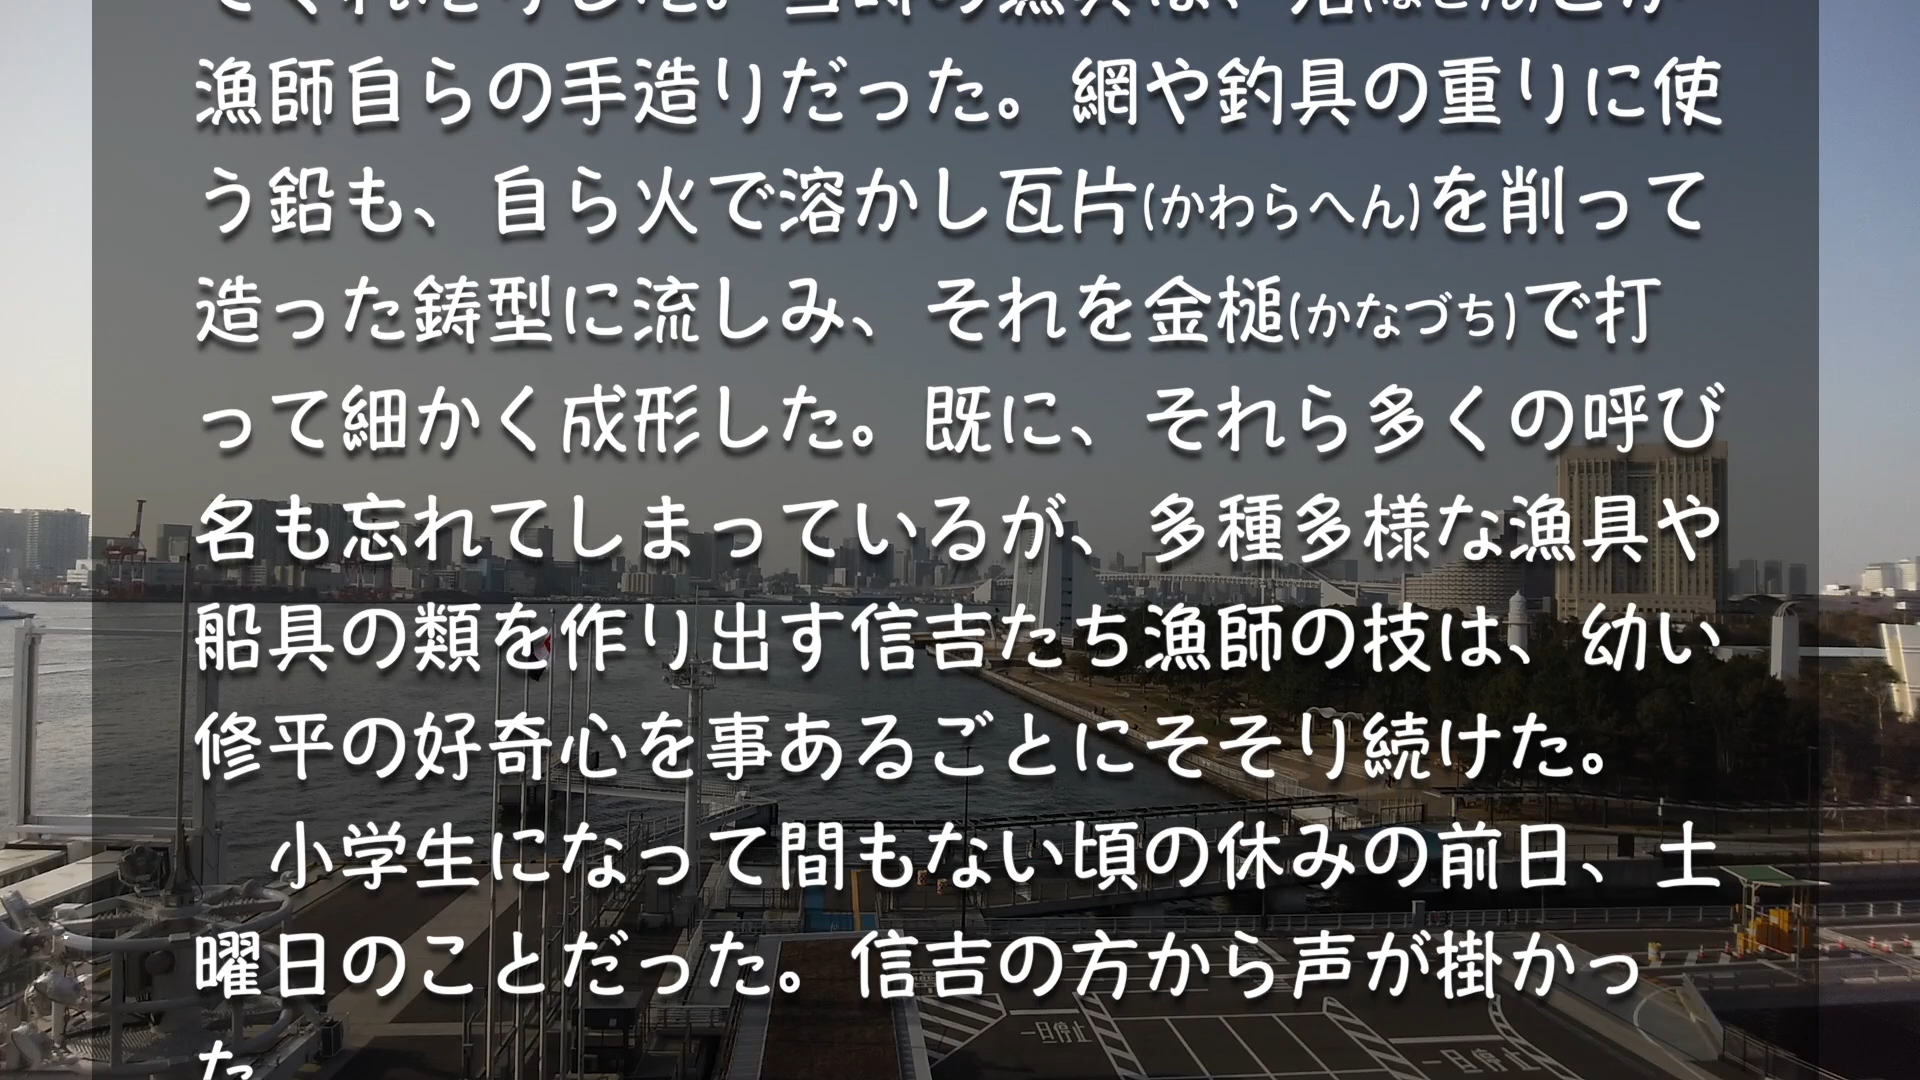 漁師自らの手造りだった。網や釣具の重りに使
う鉛も、自ら火で溶かし瓦片(かわらへん)を削って
造った鋳型に流しみ、それを金槌(かなづち)で打
って細かく成形した。既に、それら多くの呼び
名も忘れてしまっているが、多種多様な漁具や
船具の類を作り出す信吉たち漁師の技は、幼い
修平の好奇心を事あるごとにそそり続けた。
　小学生になって間もない頃の休みの前日、土
曜日のことだった。信吉の方から声が掛かっ
た
一旦停止
一旦停止